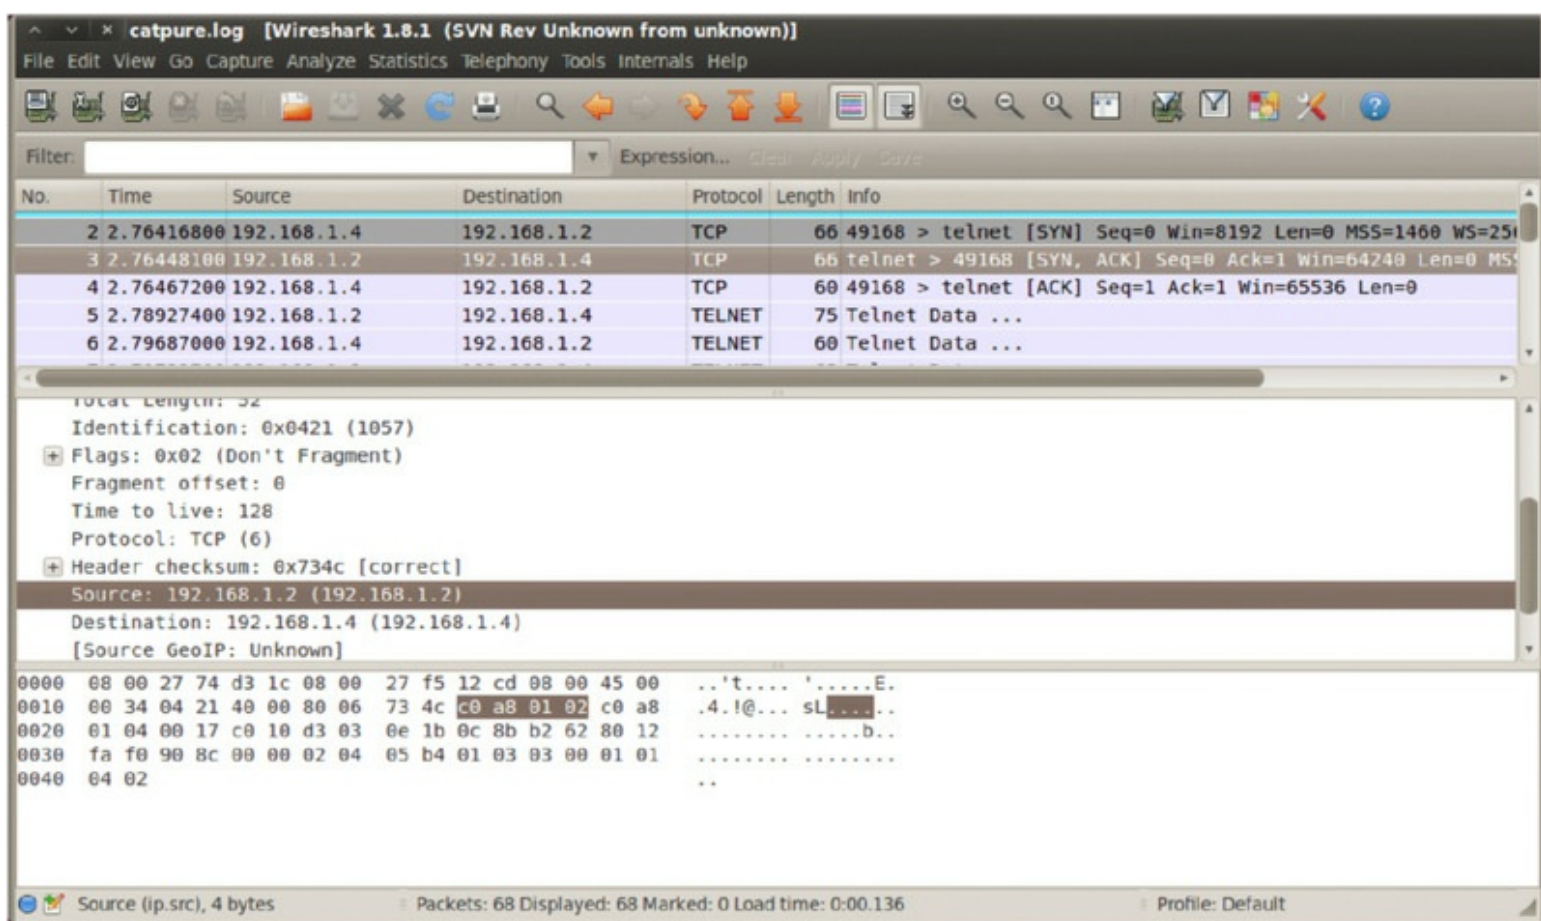 catpure.log [Wireshark 1.8.1 (SVN Rev Unknown from unknown)]
File Edit View Go Capture Analyze Statistics Telephony Tools Internals Help
Filter: Expression... Clear Apply Save
No. Time Source Destination Protocol Length Info
2 2.76416800 192.168.1.4 192.168.1.2 TCP 66 49168 > telnet [SYN] Seq=0 Win=8192 Len=0 MSS=1460 WS=256
3 2.76448100 192.168.1.2 192.168.1.4 TCP 66 telnet > 49168 [SYN, ACK] Seq=0 Ack=1 Win=64240 Len=0 MSS
4 2.76467200 192.168.1.4 192.168.1.2 TCP 60 49168 > telnet [ACK] Seq=1 Ack=1 Win=65536 Len=0
5 2.78927400 192.168.1.2 192.168.1.4 TELNET 75 Telnet Data ...
6 2.79687000 192.168.1.4 192.168.1.2 TELNET 60 Telnet Data ...
Total Length: 52
Identification: 0x0421 (1057)
Flags: 0x02 (Don't Fragment)
Fragment offset: 0
Time to live: 128
Protocol: TCP (6)
Header checksum: 0x734c [correct]
Source: 192.168.1.2 (192.168.1.2)
Destination: 192.168.1.4 (192.168.1.4)
[Source GeoIP: Unknown]
0000 08 00 27 74 d3 1c 08 00 27 f5 12 cd 08 00 45 00 ..'t.... '.....E.
0010 00 34 04 21 40 00 80 06 73 4c c0 a8 01 02 c0 a8 .4.!@... sL......
0020 01 04 00 17 c0 10 d3 03 0e 1b 0c 8b b2 62 80 12 ........ .....b..
0030 fa f0 90 8c 00 00 02 04 05 b4 01 03 03 00 01 01 ........ ........
0040 04 02 ..
Source (ip.src), 4 bytes Packets: 68 Displayed: 68 Marked: 0 Load time: 0:00.136 Profile: Default